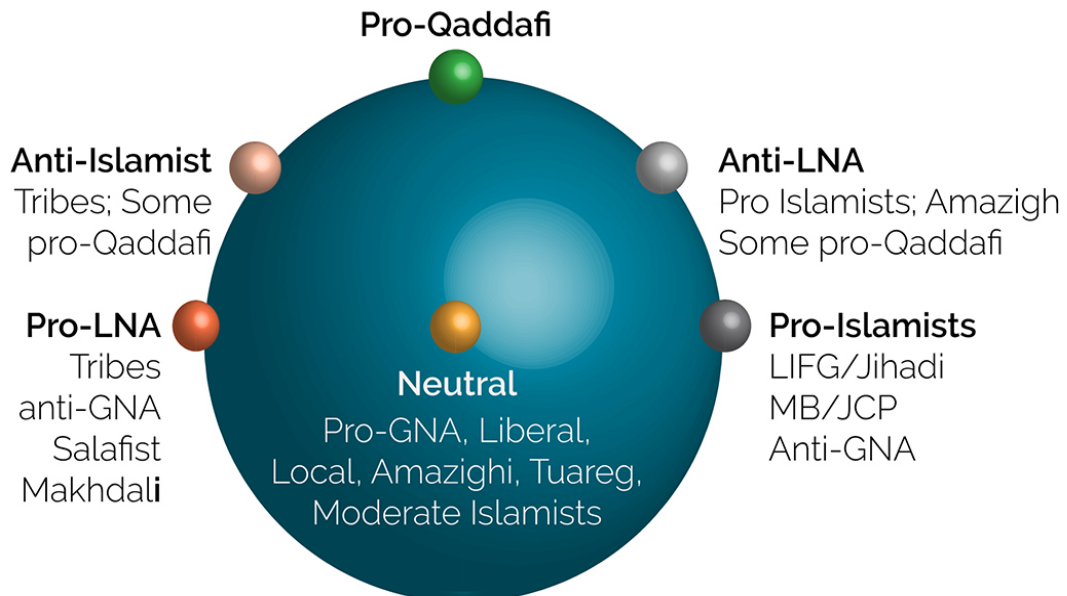 Pro-Qaddafi
Anti-Islamist
Tribes; Some
pro-Qaddafi
Anti-LNA
Pro Islamists; Amazigh
Some pro-Qaddafi
Pro-LNA
Tribes
anti-GNA
Salafist
Makhdali
Neutral
Pro-GNA, Liberal,
Local, Amazighi, Tuareg,
Moderate Islamists
Pro-Islamists
LIFG/Jihadi
MB/JCP
Anti-GNA